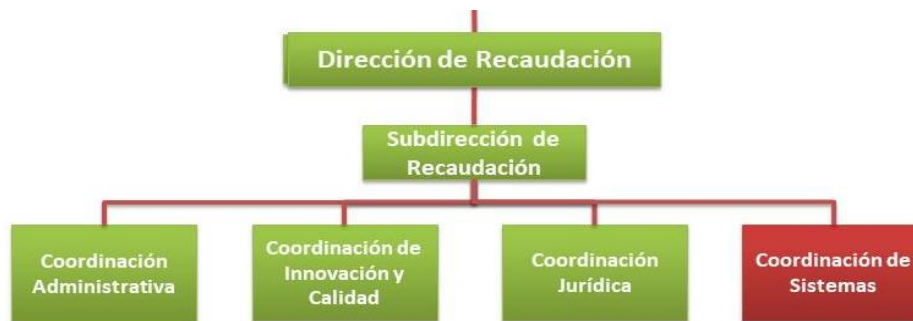 Dirección de Recaudación
Subdirección de
Recaudación
Coordinación
Administrativa
Coordinación de
Innovación y
Calidad
Coordinación
Jurídica
Coordinación de
Sistemas